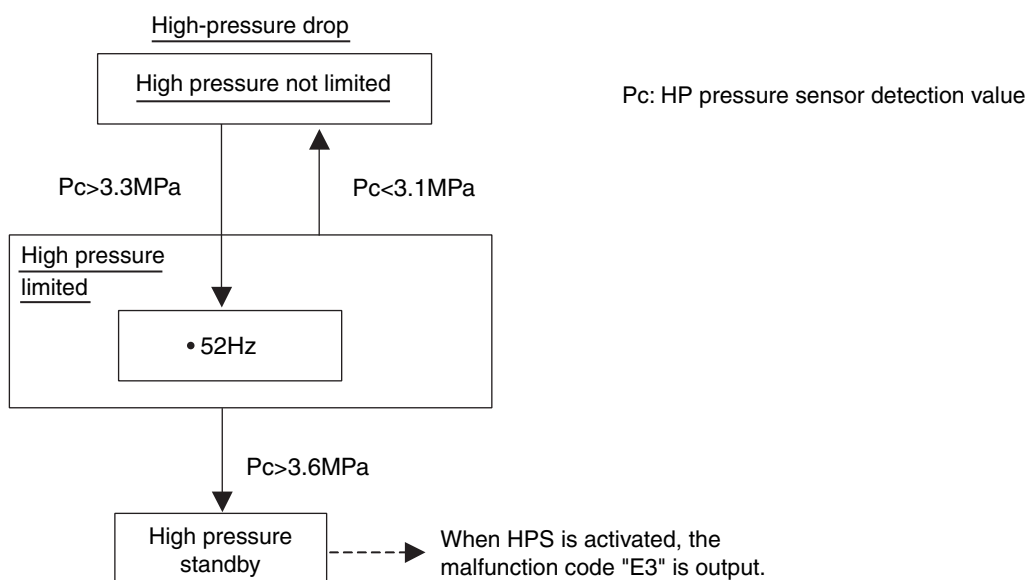 High-pressure drop
High pressure not limited
Pc: HP pressure sensor detection value
Pc>3.3MPa
Pc<3.1MPa
High pressure
limited
• 52Hz
Pc>3.6MPa
High pressure
standby
When HPS is activated, the
malfunction code "E3" is output.